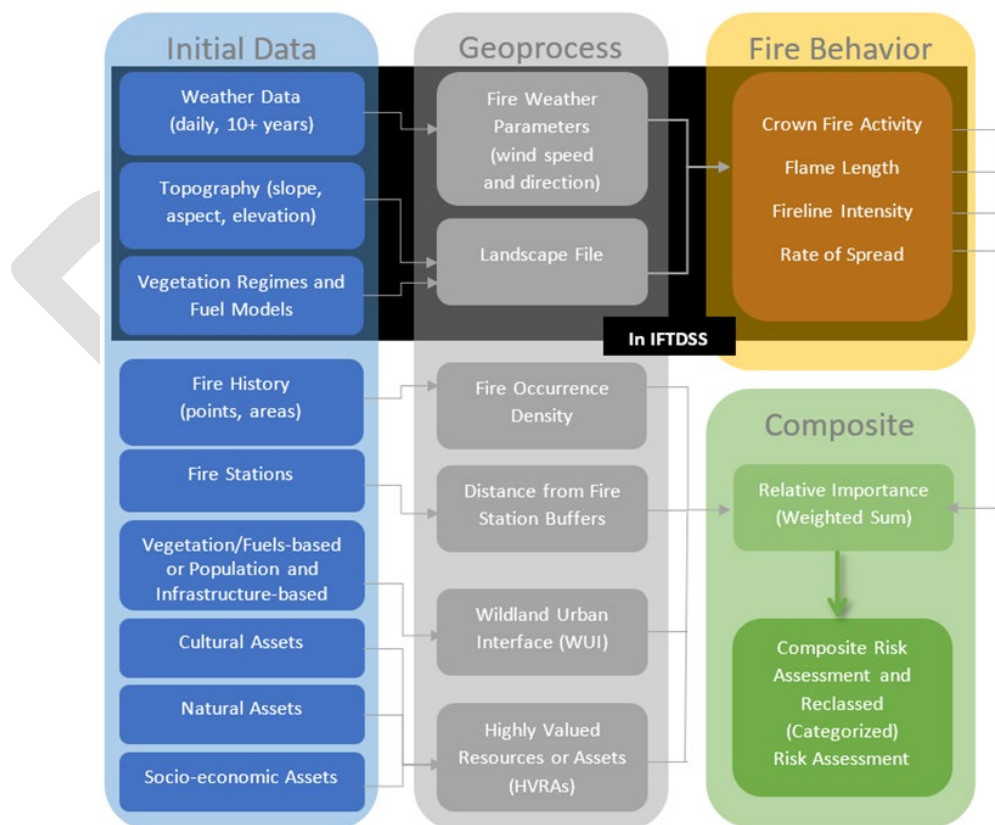 Initial Data
Weather Data
(daily, 10+ years)
Topography (slope,
aspect, elevation)
Vegetation Regimes and
Fuel Models
Fire History
(points, areas)
Fire Stations
Vegetation/Fuels-based
or Population and
Infrastructure-based
Cultural Assets
Natural Assets
Socio-economic Assets
Geoprocess
Fire Weather
Parameters
(wind speed
and direction)
Landscape File
In IFTDSS
Fire Occurrence
Density
Distance from Fire
Station Buffers
Wildland Urban
Interface (WUI)
Highly Valued
Resources or Assets
(HVRAs)
Fire Behavior
Crown Fire Activity
Flame Length
Fireline Intensity
Rate of Spread
Composite
Relative Importance
(Weighted Sum)
Composite Risk
Assessment and
Reclassed
(Categorized)
Risk Assessment